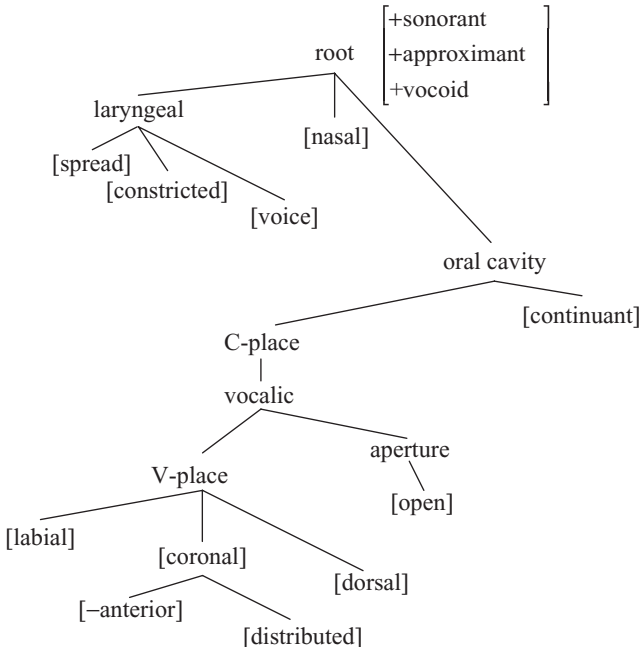 root
+sonorant
+approximant
+vocoid
laryngeal
[nasal]
[spread]
[constricted]
[voice]
oral cavity
[continuant]
C-place
vocalic
aperture
V-place
[open]
[labial]
[coronal]
[dorsal]
[−anterior]
[distributed]